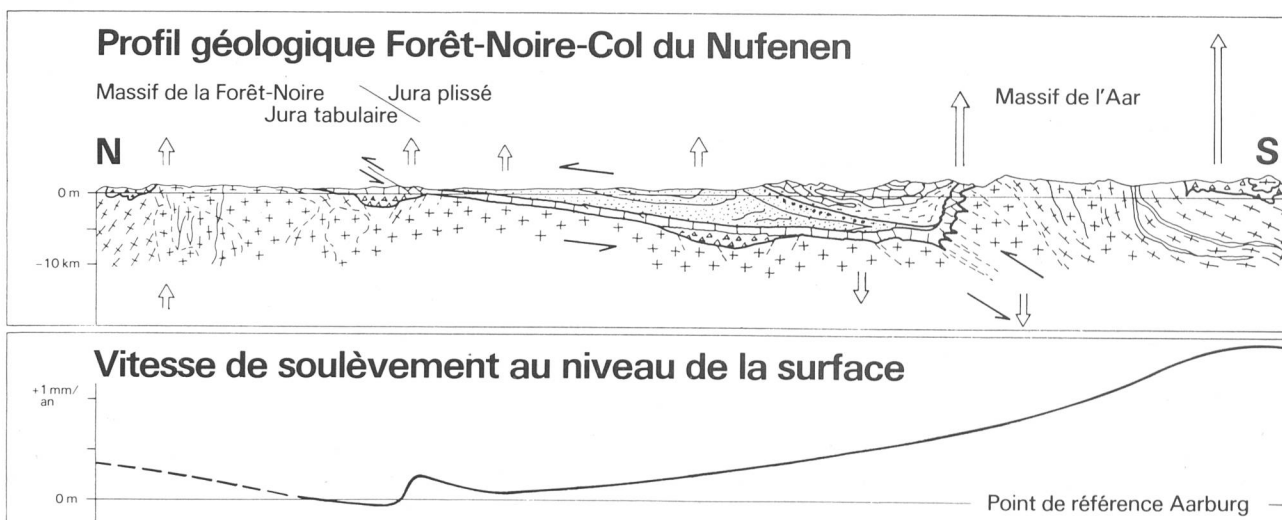 Profil géologique Forêt-Noire-Col du Nufenen
Massif de la Forêt-Noire
Jura plissé
Jura tabulaire
Massif de l'Aar
N
S
0 m
-10 km
Vitesse de soulèvement au niveau de la surface
+1 mm/
an
0 m
Point de référence Aarburg